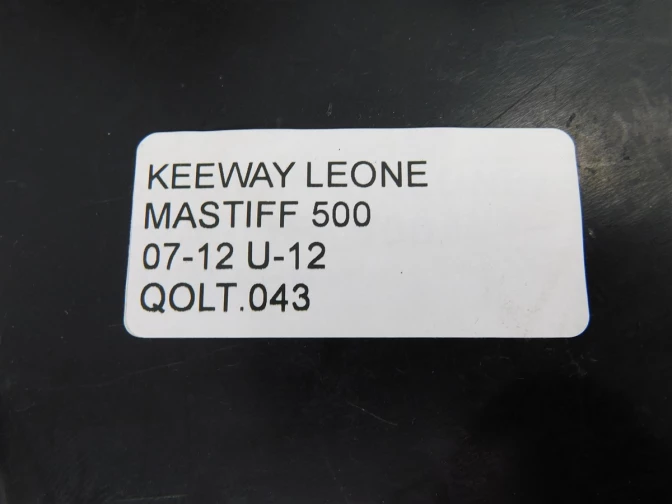 KEEWAY LEONE
MASTIFF 500
07-12 U-12
QOLT.043